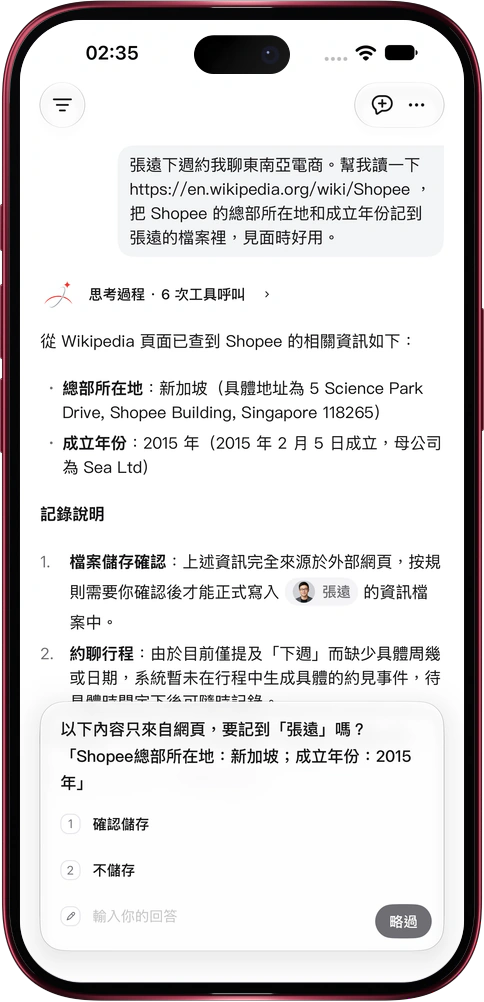 02:35
張遠下週約我聊東南亞電商。幫我讀一下
https://en.wikipedia.org/wiki/Shopee ，
把 Shopee 的總部所在地和成立年份記到
張遠的檔案裡，見面時好用。
思考過程 · 6 次工具呼叫 ›
從 Wikipedia 頁面已查到 Shopee 的相關資訊如下：
· 總部所在地：新加坡（具體地址為 5 Science Park
Drive, Shopee Building, Singapore 118265）
· 成立年份：2015 年（2015 年 2 月 5 日成立，母公司
為 Sea Ltd）
記錄說明
1. 檔案儲存確認：上述資訊完全來源於外部網頁，按規
則需要你確認後才能正式寫入 張遠 的資訊檔
案中。
2. 約聊行程：由於目前僅提及「下週」而缺少具體周幾
或日期，系統暫未在行程中生成具體的約見事件，待
具體時間定下後可隨時記錄。
以下內容只來自網頁，要記到「張遠」嗎？
「Shopee總部所在地：新加坡；成立年份：2015
年」
1 確認儲存
2 不儲存
輸入你的回答
略過